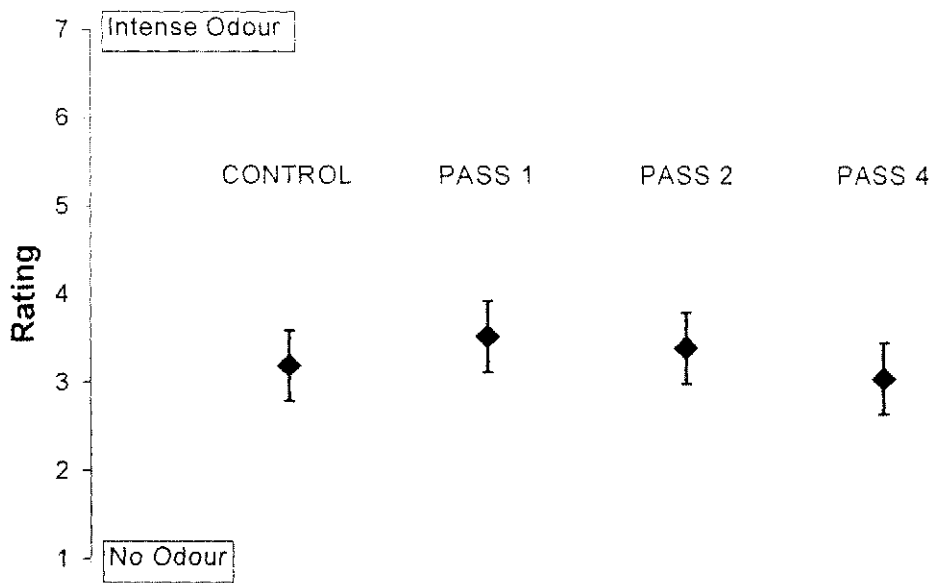 7
Intense Odour
6
CONTROL PASS 1 PASS 2 PASS 4
5
Rating
4
3
2
1
No Odour